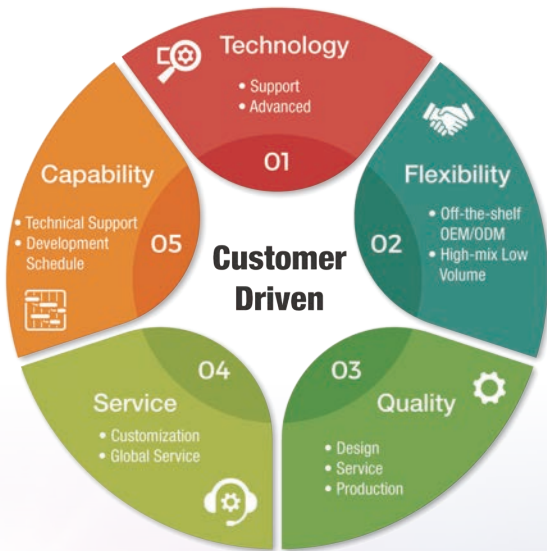 Technology
• Support
• Advanced
01
Flexibility
• Off-the-shelf
OEM/ODM
• High-mix Low
Volume
02
Quality
• Design
• Service
• Production
03
Service
• Customization
• Global Service
04
Capability
• Technical Support
• Development
Schedule
05
Customer
Driven